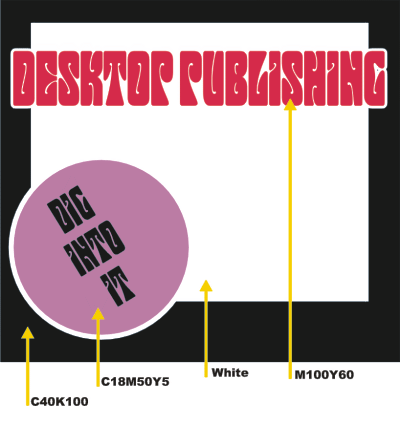 DESKTOP PUBLISHING
DIG
INTO
IT
White
M100Y60
C18M50Y5
C40K100